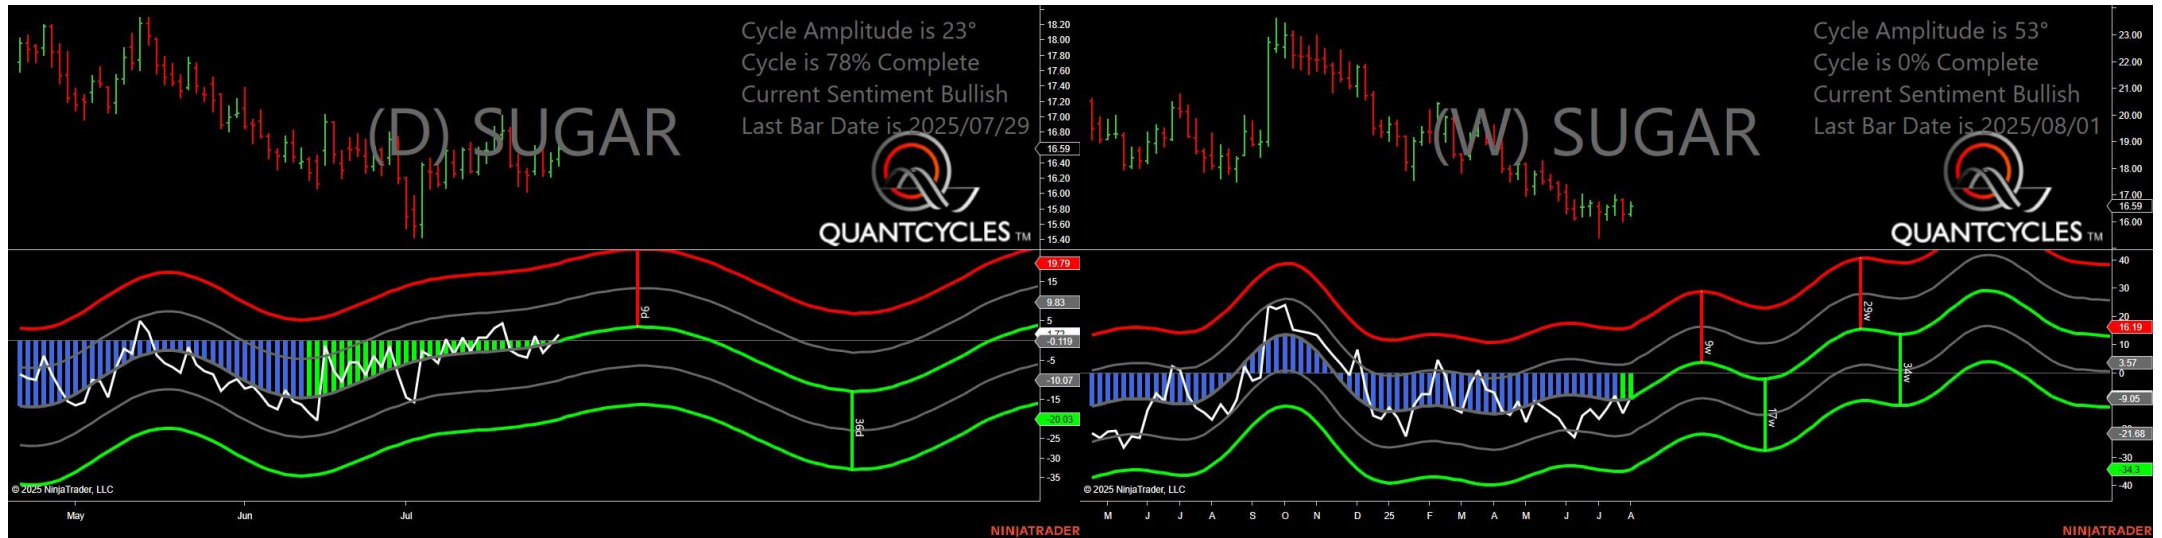 Cycle Amplitude is 23°
Cycle is 78% Complete
Current Sentiment Bullish
Last Bar Date is 2025/07/29
(D) SUGAR
QUANTCYCLES TM
18.20
18.00
17.80
17.60
17.40
17.20
17.00
16.80
16.59
16.40
16.20
16.00
15.80
15.60
15.40
19.79
15
9.83
5
-0.119
-5
-10.07
-15
-20.03
-25
-30
-35
9d
36d
© 2025 NinjaTrader, LLC
May Jun Jul
NINJATRADER
Cycle Amplitude is 53°
Cycle is 0% Complete
Current Sentiment Bullish
Last Bar Date is 2025/08/01
(W) SUGAR
QUANTCYCLES TM
23.00
22.00
21.00
20.00
19.00
18.00
17.00
16.59
16.00
40
30
20
16.19
10
3.57
0
-9.05
-21.68
-30
-34.3
-40
9w
17w
29w
34w
© 2025 NinjaTrader, LLC
M J J A S O N D 25 F M A M J J A
NINJATRADER